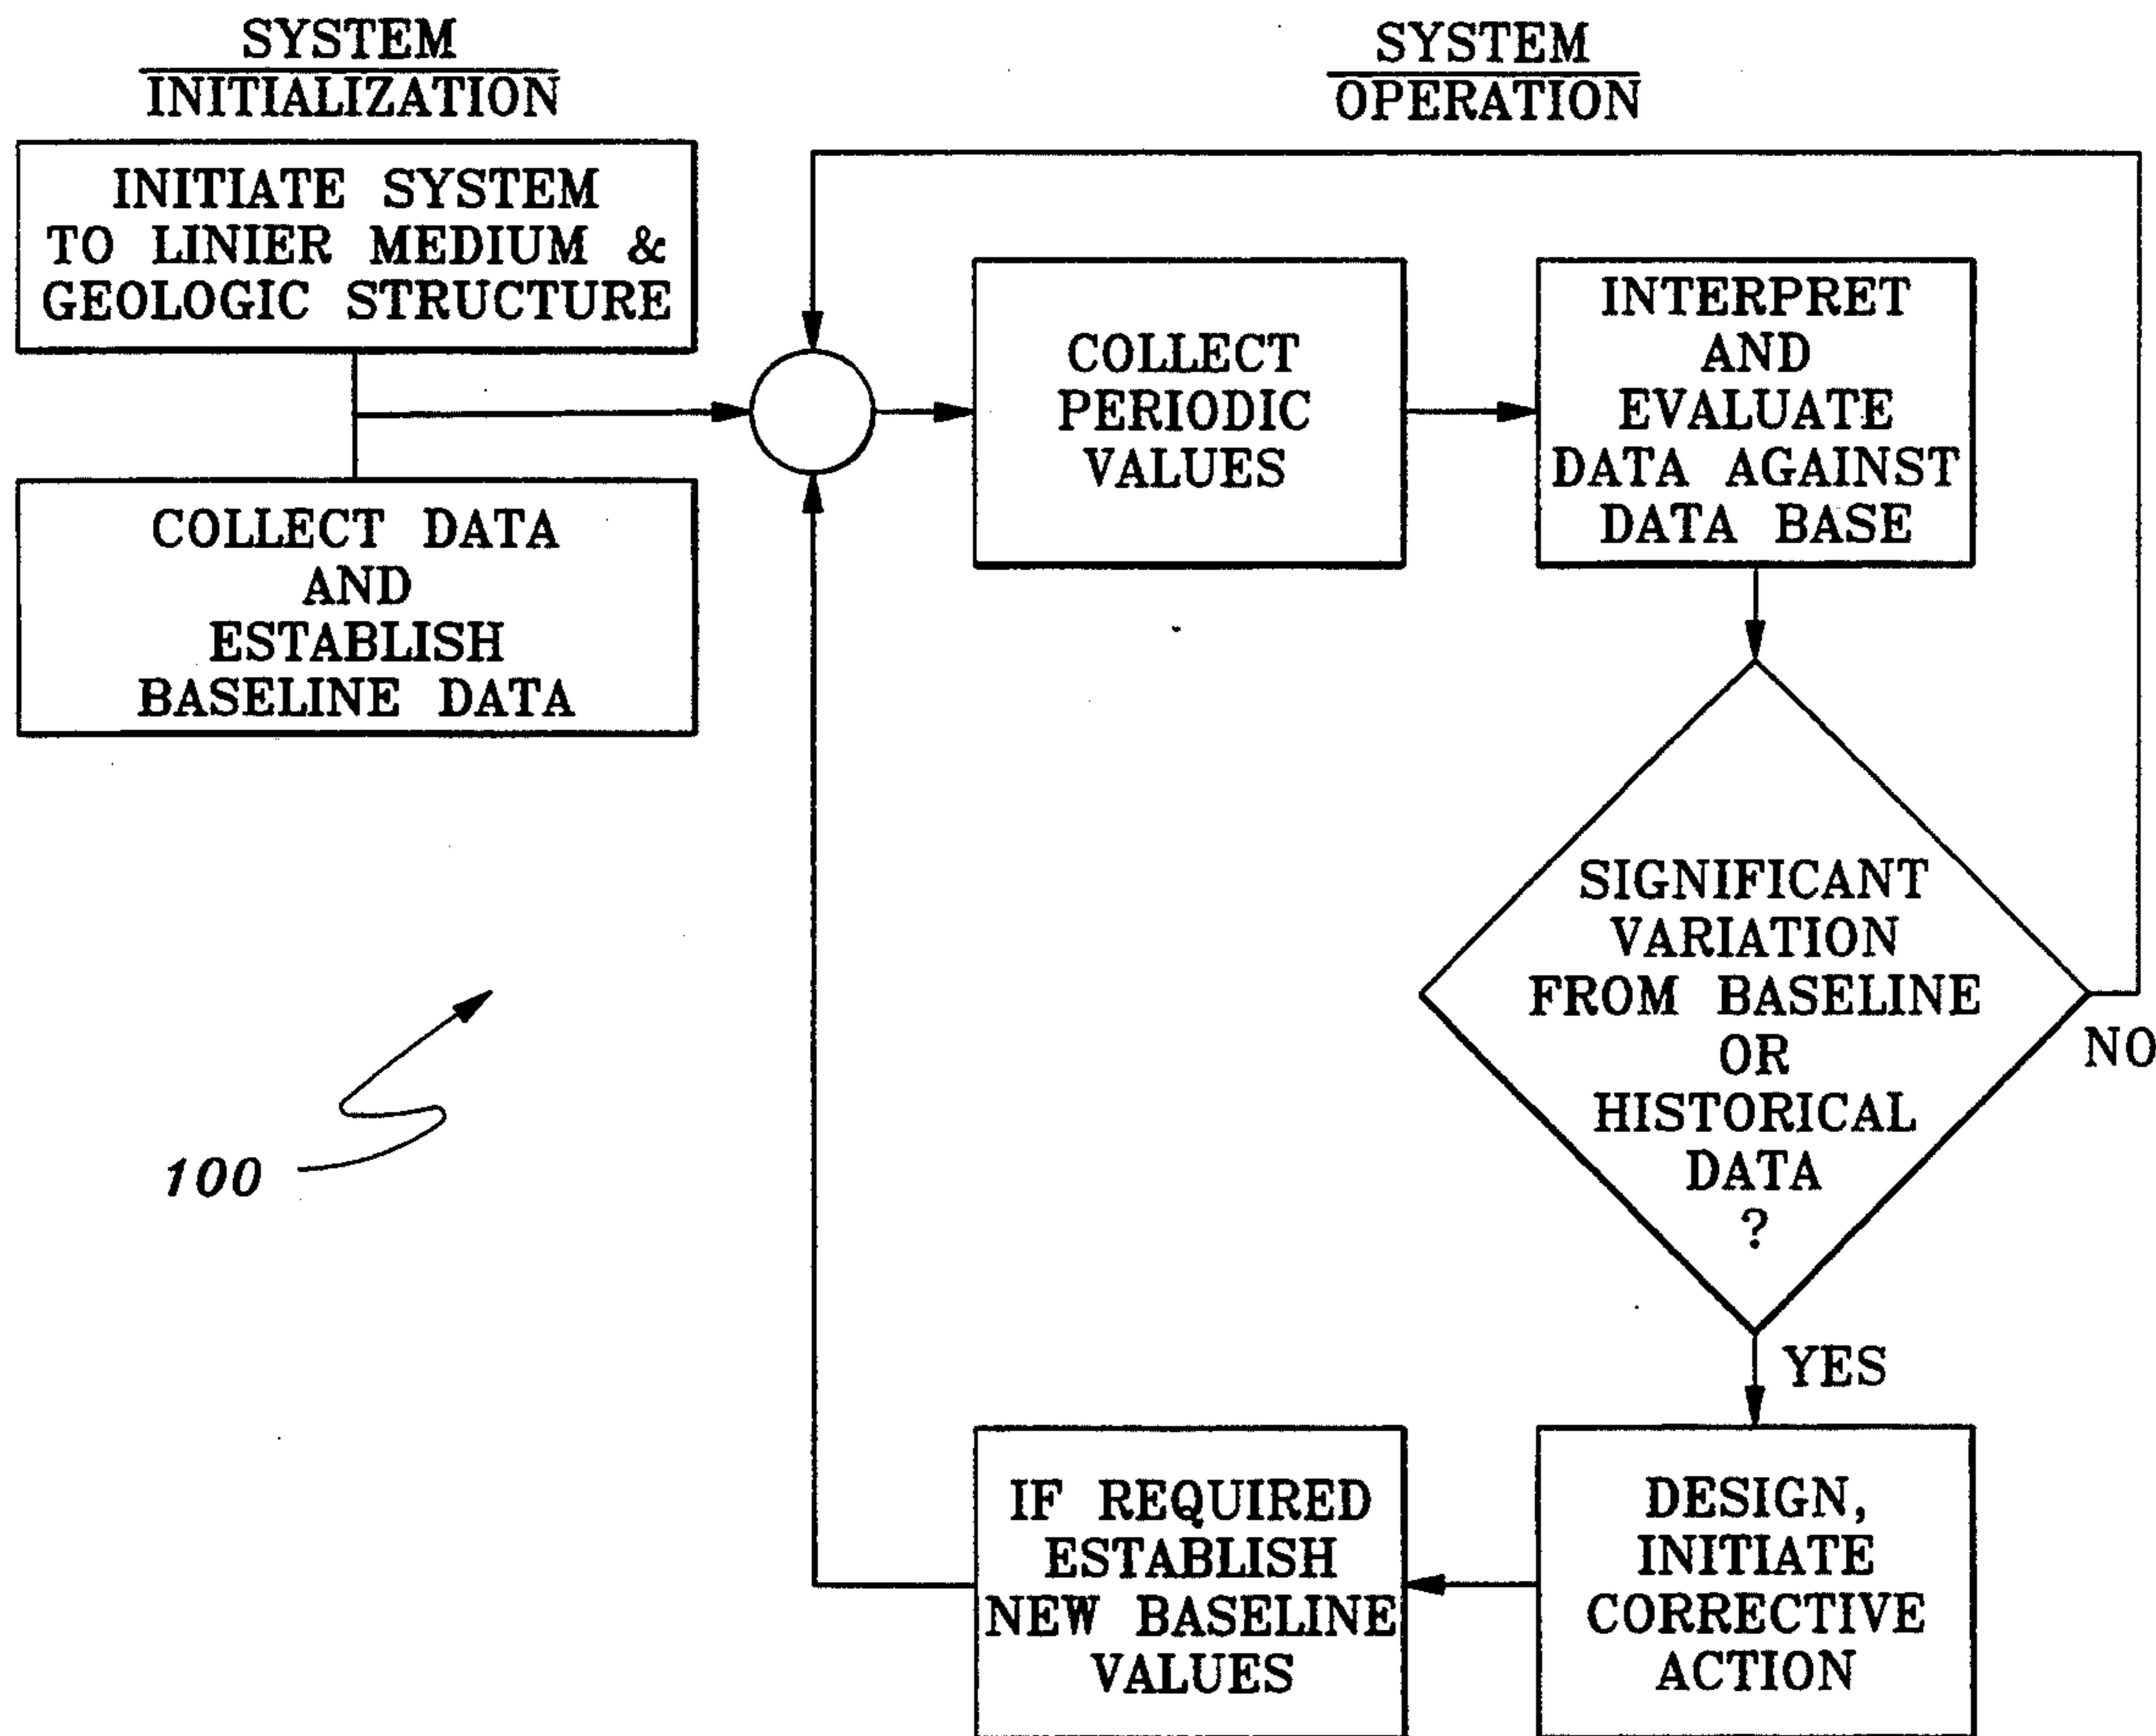 SYSTEM
INITIALIZATION
INITIATE SYSTEM
TO LINIER MEDIUM &
GEOLOGIC STRUCTURE
COLLECT DATA
AND
ESTABLISH
BASELINE DATA
SYSTEM
OPERATION
COLLECT
PERIODIC
VALUES
INTERPRET
AND
EVALUATE
DATA AGAINST
DATA BASE
SIGNIFICANT
VARIATION
FROM BASELINE
OR
HISTORICAL
DATA
?
NO
YES
DESIGN,
INITIATE
CORRECTIVE
ACTION
IF REQUIRED
ESTABLISH
NEW BASELINE
VALUES
100